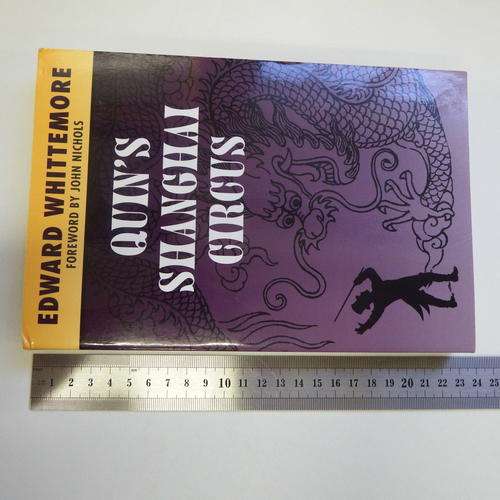 EDWARD WHITTEMORE
FOREWORD BY JOHN NICHOLS
QUIN'S
SHANGHAI
CIRCUS
1 2 3 4 5 6 7 8 9 10 11 12 13 14 15 16 17 18 19 20 21 22 23 24 25